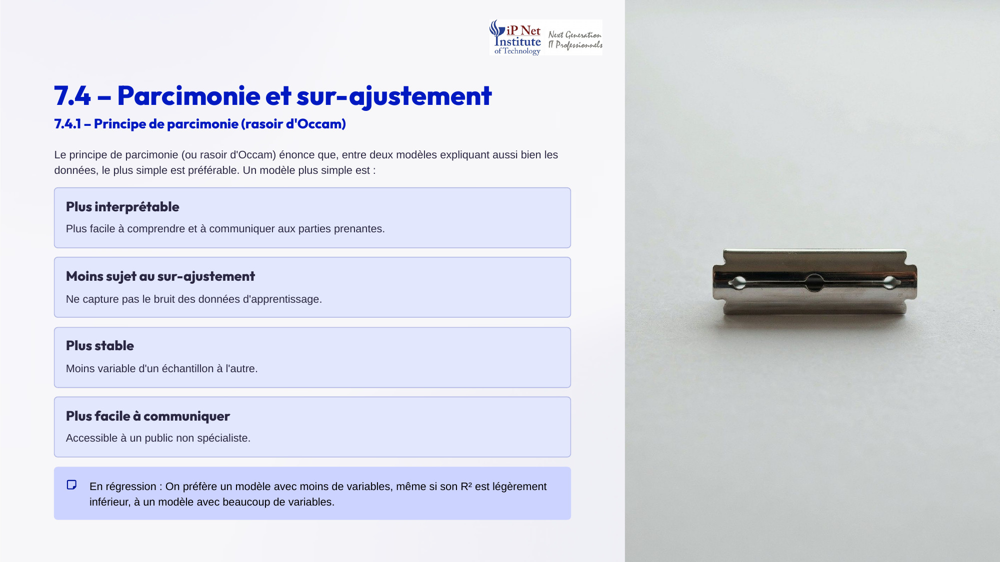 iP Net
Institute
of Technology
Next Generation
IT Professionnels
7.4 – Parcimonie et sur-ajustement
7.4.1 – Principe de parcimonie (rasoir d'Occam)
Le principe de parcimonie (ou rasoir d'Occam) énonce que, entre deux modèles expliquant aussi bien les
données, le plus simple est préférable. Un modèle plus simple est :
Plus interprétable
Plus facile à comprendre et à communiquer aux parties prenantes.
Moins sujet au sur-ajustement
Ne capture pas le bruit des données d'apprentissage.
Plus stable
Moins variable d'un échantillon à l'autre.
Plus facile à communiquer
Accessible à un public non spécialiste.
En régression : On préfère un modèle avec moins de variables, même si son R² est légèrement
inférieur, à un modèle avec beaucoup de variables.